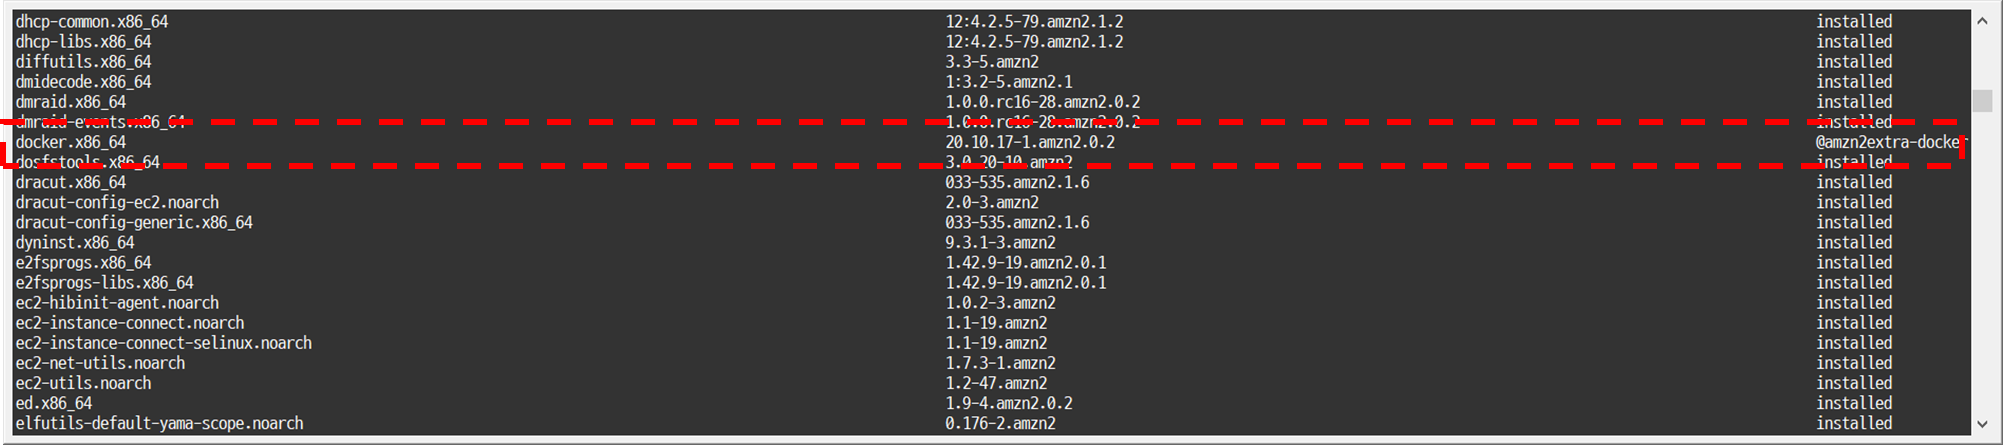 dhcp-common.x86_64 12:4.2.5-79.amzn2.1.2 installed
dhcp-libs.x86_64 12:4.2.5-79.amzn2.1.2 installed
diffutils.x86_64 3.3-5.amzn2 installed
dmidecode.x86_64 1:3.2-5.amzn2.1 installed
dmraid.x86_64 1.0.0.rc16-28.amzn2.0.2 installed
dmraid-events.x86_64 1.0.0.rc16-28.amzn2.0.2 installed
docker.x86_64 20.10.17-1.amzn2.0.2 @amzn2extra-docker
dosfstools.x86_64 3.0.20-10.amzn2 installed
dracut.x86_64 033-535.amzn2.1.6 installed
dracut-config-ec2.noarch 2.0-3.amzn2 installed
dracut-config-generic.x86_64 033-535.amzn2.1.6 installed
dyninst.x86_64 9.3.1-3.amzn2 installed
e2fsprogs.x86_64 1.42.9-19.amzn2.0.1 installed
e2fsprogs-libs.x86_64 1.42.9-19.amzn2.0.1 installed
ec2-hibinit-agent.noarch 1.0.2-3.amzn2 installed
ec2-instance-connect.noarch 1.1-19.amzn2 installed
ec2-instance-connect-selinux.noarch 1.1-19.amzn2 installed
ec2-net-utils.noarch 1.7.3-1.amzn2 installed
ec2-utils.noarch 1.2-47.amzn2 installed
ed.x86_64 1.9-4.amzn2.0.2 installed
elfutils-default-yama-scope.noarch 0.176-2.amzn2 installed